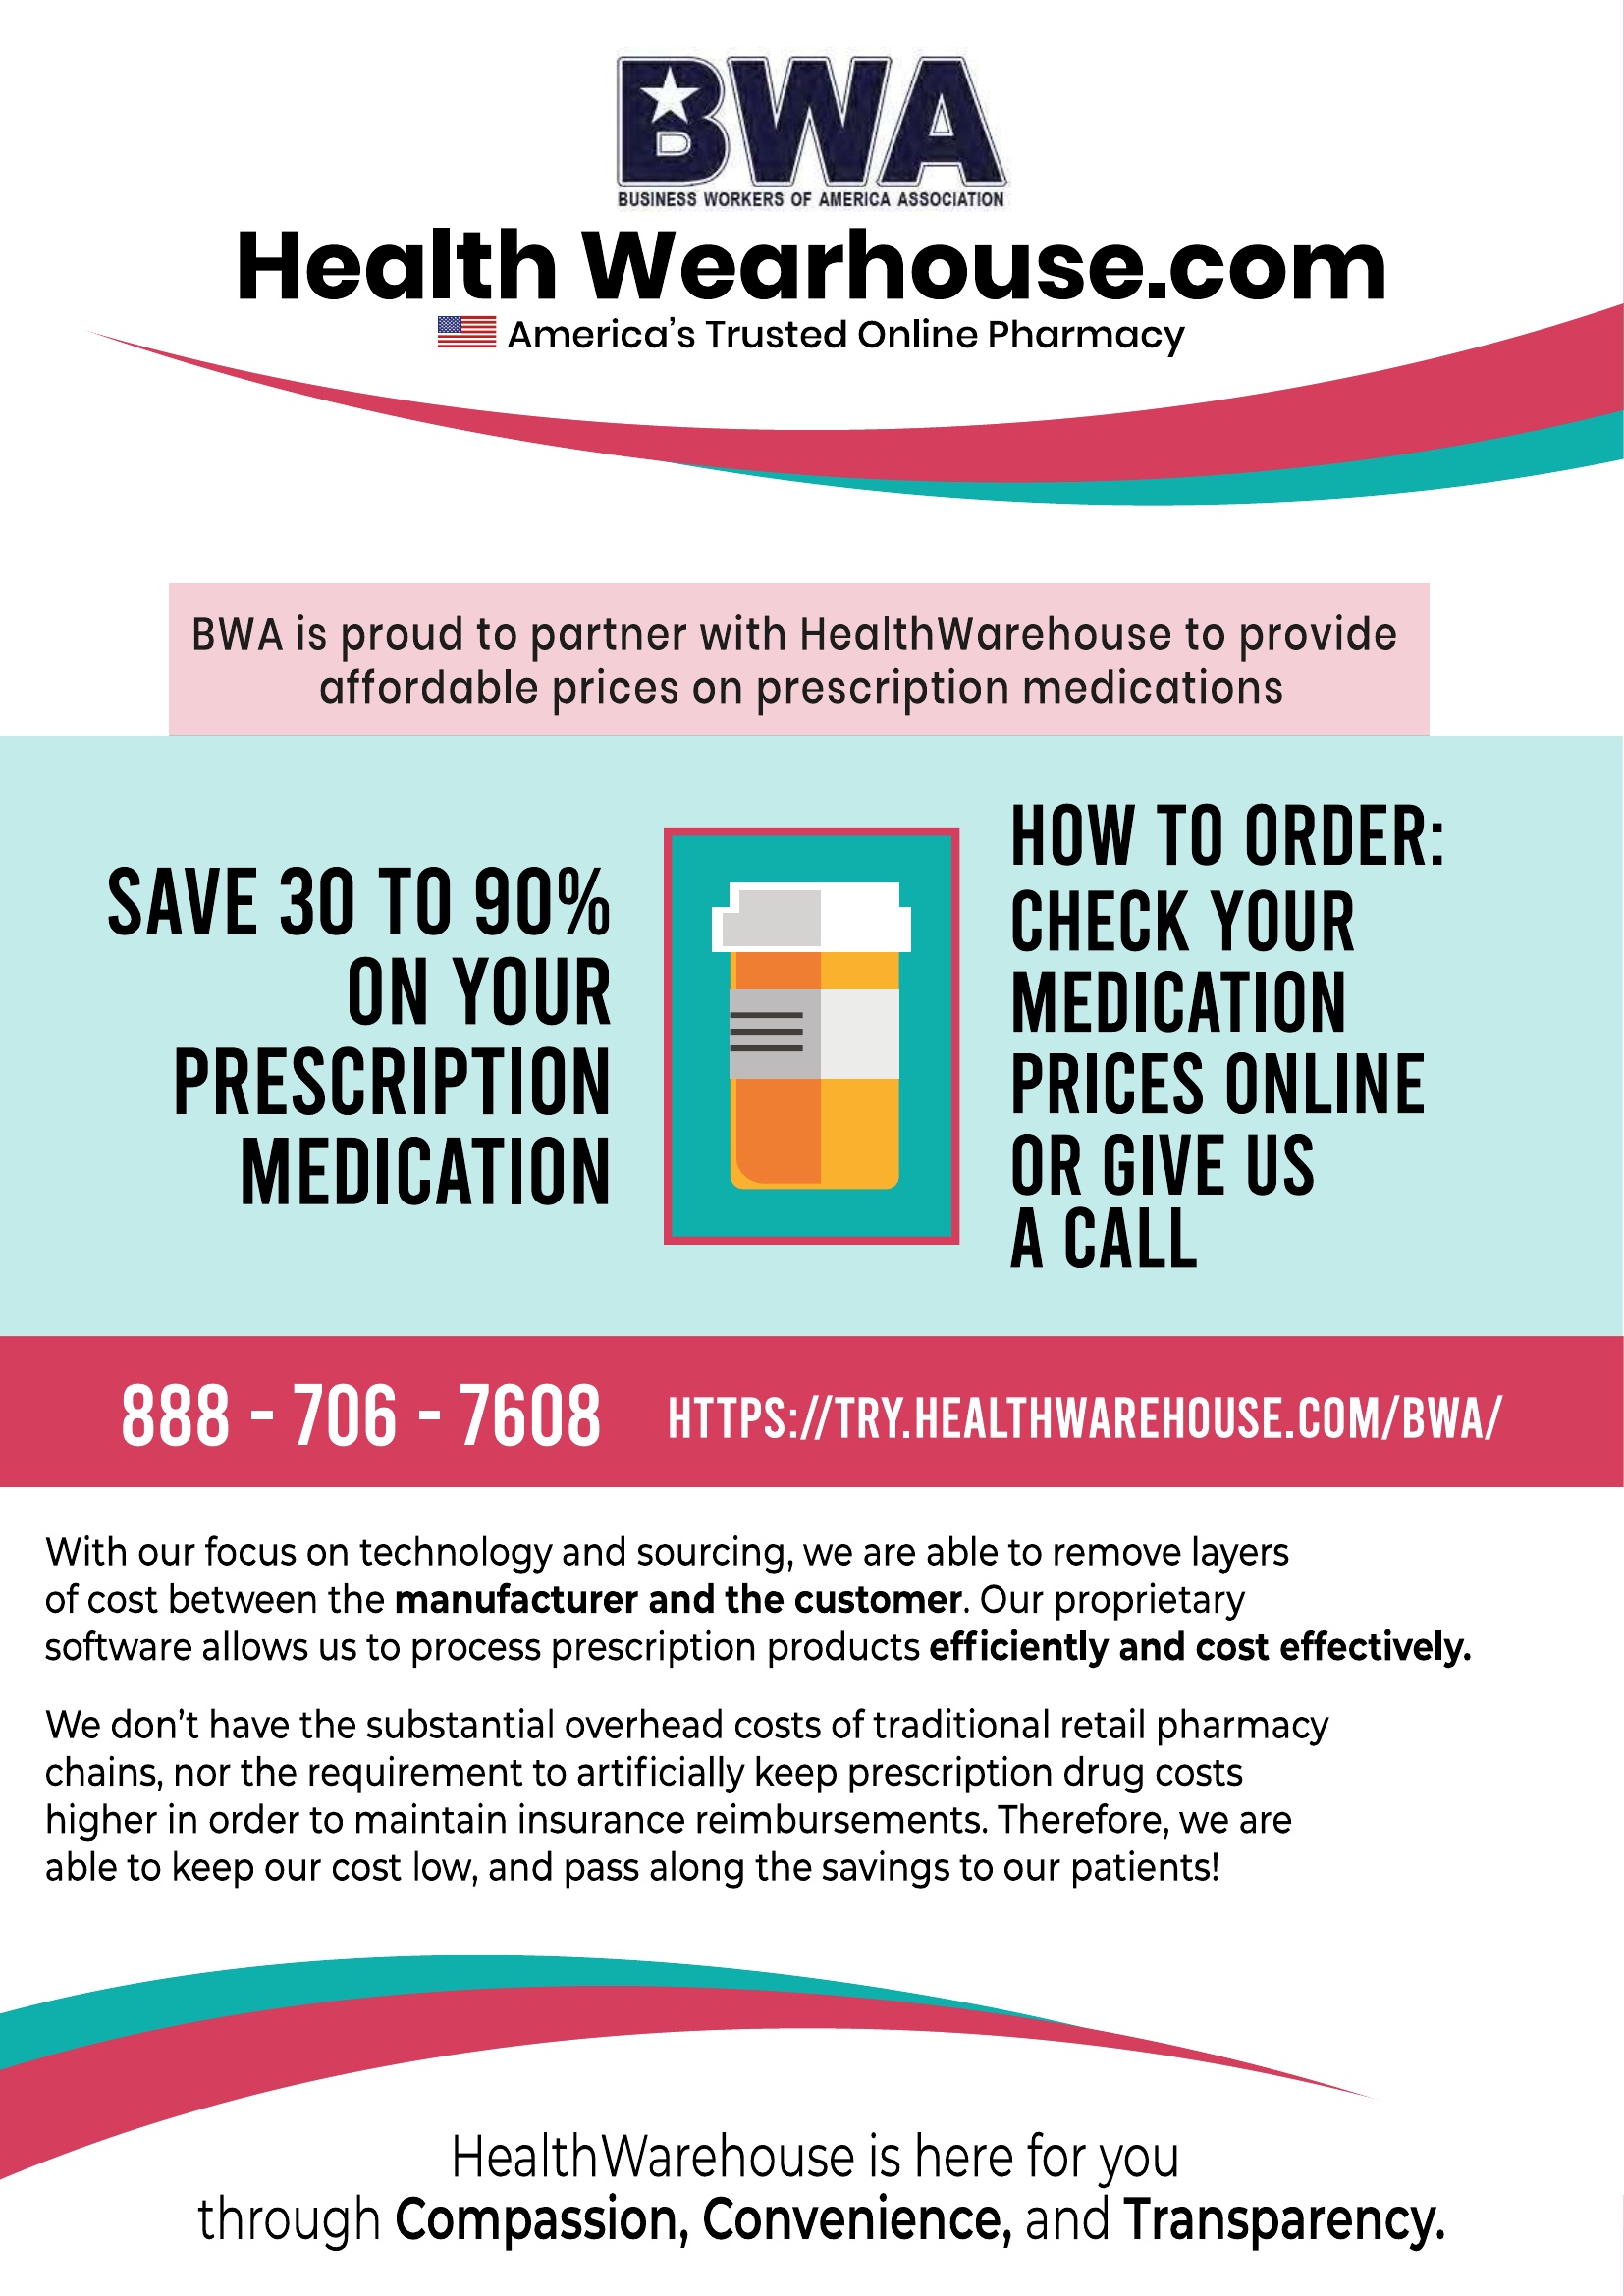 BWA
BUSINESS WORKERS OF AMERICA ASSOCIATION
Health Wearhouse.com
America's Trusted Online Pharmacy
BWA is proud to partner with HealthWarehouse to provide
affordable prices on prescription medications
SAVE 30 TO 90%
ON YOUR
PRESCRIPTION
MEDICATION
HOW TO ORDER:
CHECK YOUR
MEDICATION
PRICES ONLINE
OR GIVE US
A CALL
888 - 706 - 7608
HTTPS://TRY.HEALTHWAREHOUSE.COM/BWA/
With our focus on technology and sourcing, we are able to remove layers
of cost between the manufacturer and the customer. Our proprietary
software allows us to process prescription products efficiently and cost effectively.
We don't have the substantial overhead costs of traditional retail pharmacy
chains, nor the requirement to artificially keep prescription drug costs
higher in order to maintain insurance reimbursements. Therefore, we are
able to keep our cost low, and pass along the savings to our patients!
HealthWarehouse is here for you
through Compassion, Convenience, and Transparency.